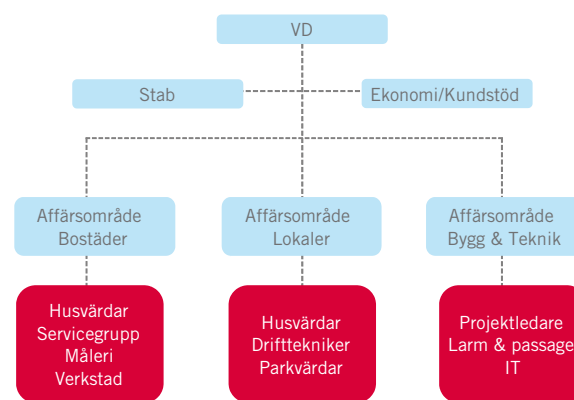 VD
Stab
Ekonomi/Kundstöd
Affärsområde
Bostäder
Affärsområde
Lokaler
Affärsområde
Bygg & Teknik
Husvärdar
Servicegrupp
Måleri
Verkstad
Husvärdar
Drifttekniker
Parkvärdar
Projektledare
Larm & passage
IT